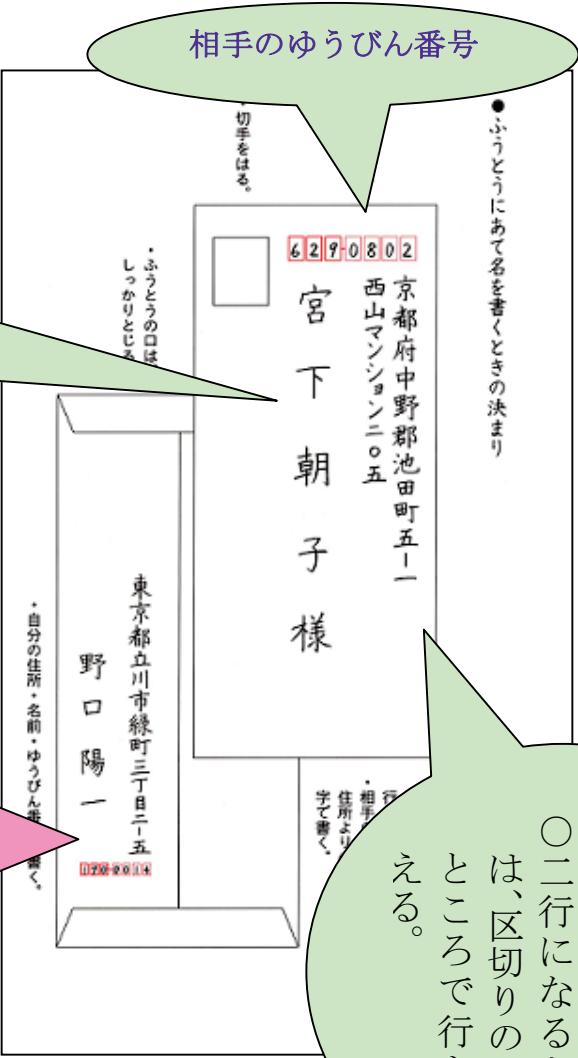 相手のゆうびん番号
●ふうとうにあて名を書くときの決まり
・切手をはる。
6290802
京都府中野郡池田町五－一
西山マンション二〇五
宮下朝子様
・ふうとうの口は
しっかりとじる
東京都立川市緑町三丁目二－五
野口陽一
・自分の住所・名前・ゆうびん番
書く。
行
・相手
住所より
字で書く。
〇二行になる
は、区切りの
ところで行
える。